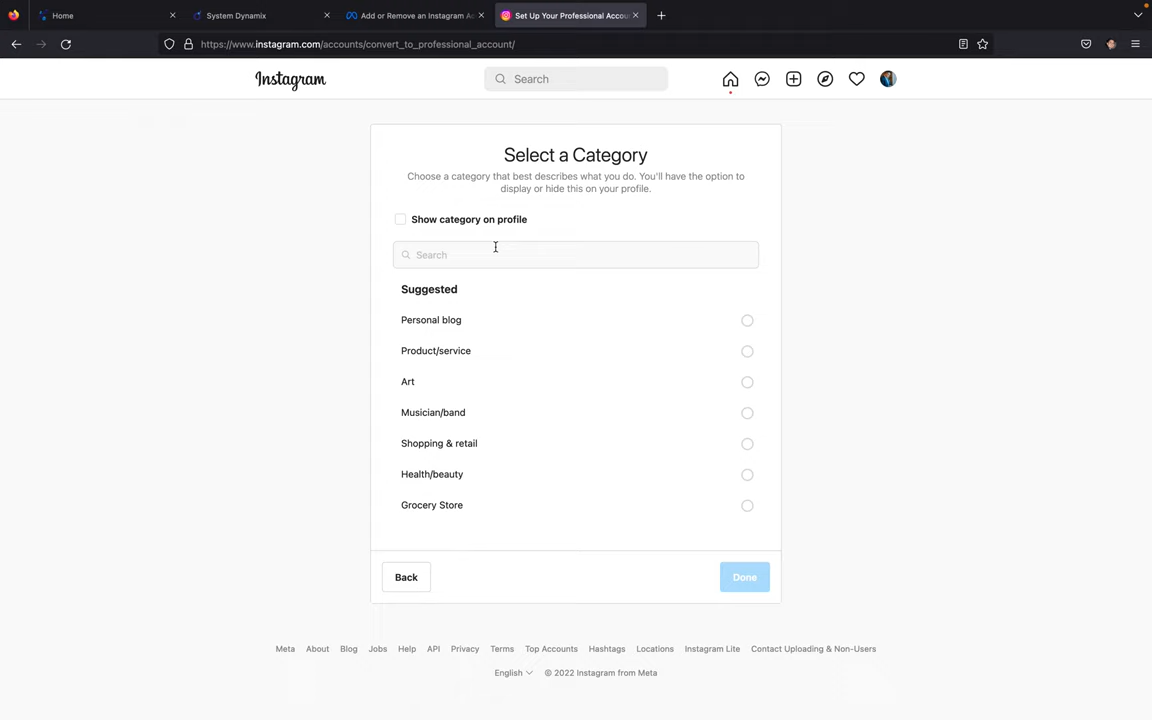 Home
System Dynamix
Add or Remove an Instagram Ac
Set Up Your Professional Accou
https://www.instagram.com/accounts/convert_to_professional_account/
Instagram
Search
Select a Category
Choose a category that best describes what you do. You'll have the option to
display or hide this on your profile.
Show category on profile
Search
Suggested
Personal blog
Product/service
Art
Musician/band
Shopping & retail
Health/beauty
Grocery Store
Back
Done
Meta About Blog Jobs Help API Privacy Terms Top Accounts Hashtags Locations Instagram Lite Contact Uploading & Non-Users
English © 2022 Instagram from Meta